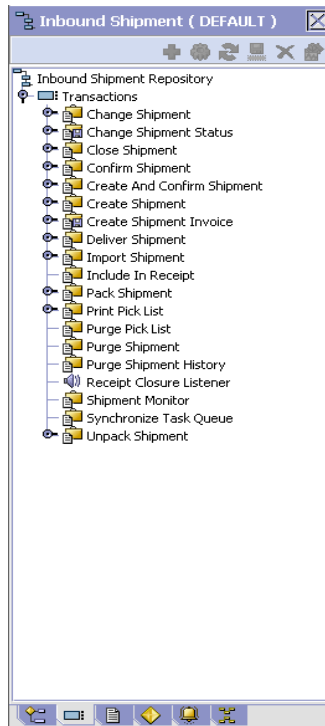 Inbound Shipment ( DEFAULT )
Inbound Shipment Repository
Transactions
Change Shipment
Change Shipment Status
Close Shipment
Confirm Shipment
Create And Confirm Shipment
Create Shipment
Create Shipment Invoice
Deliver Shipment
Import Shipment
Include In Receipt
Pack Shipment
Print Pick List
Purge Pick List
Purge Shipment
Purge Shipment History
Receipt Closure Listener
Shipment Monitor
Synchronize Task Queue
Unpack Shipment